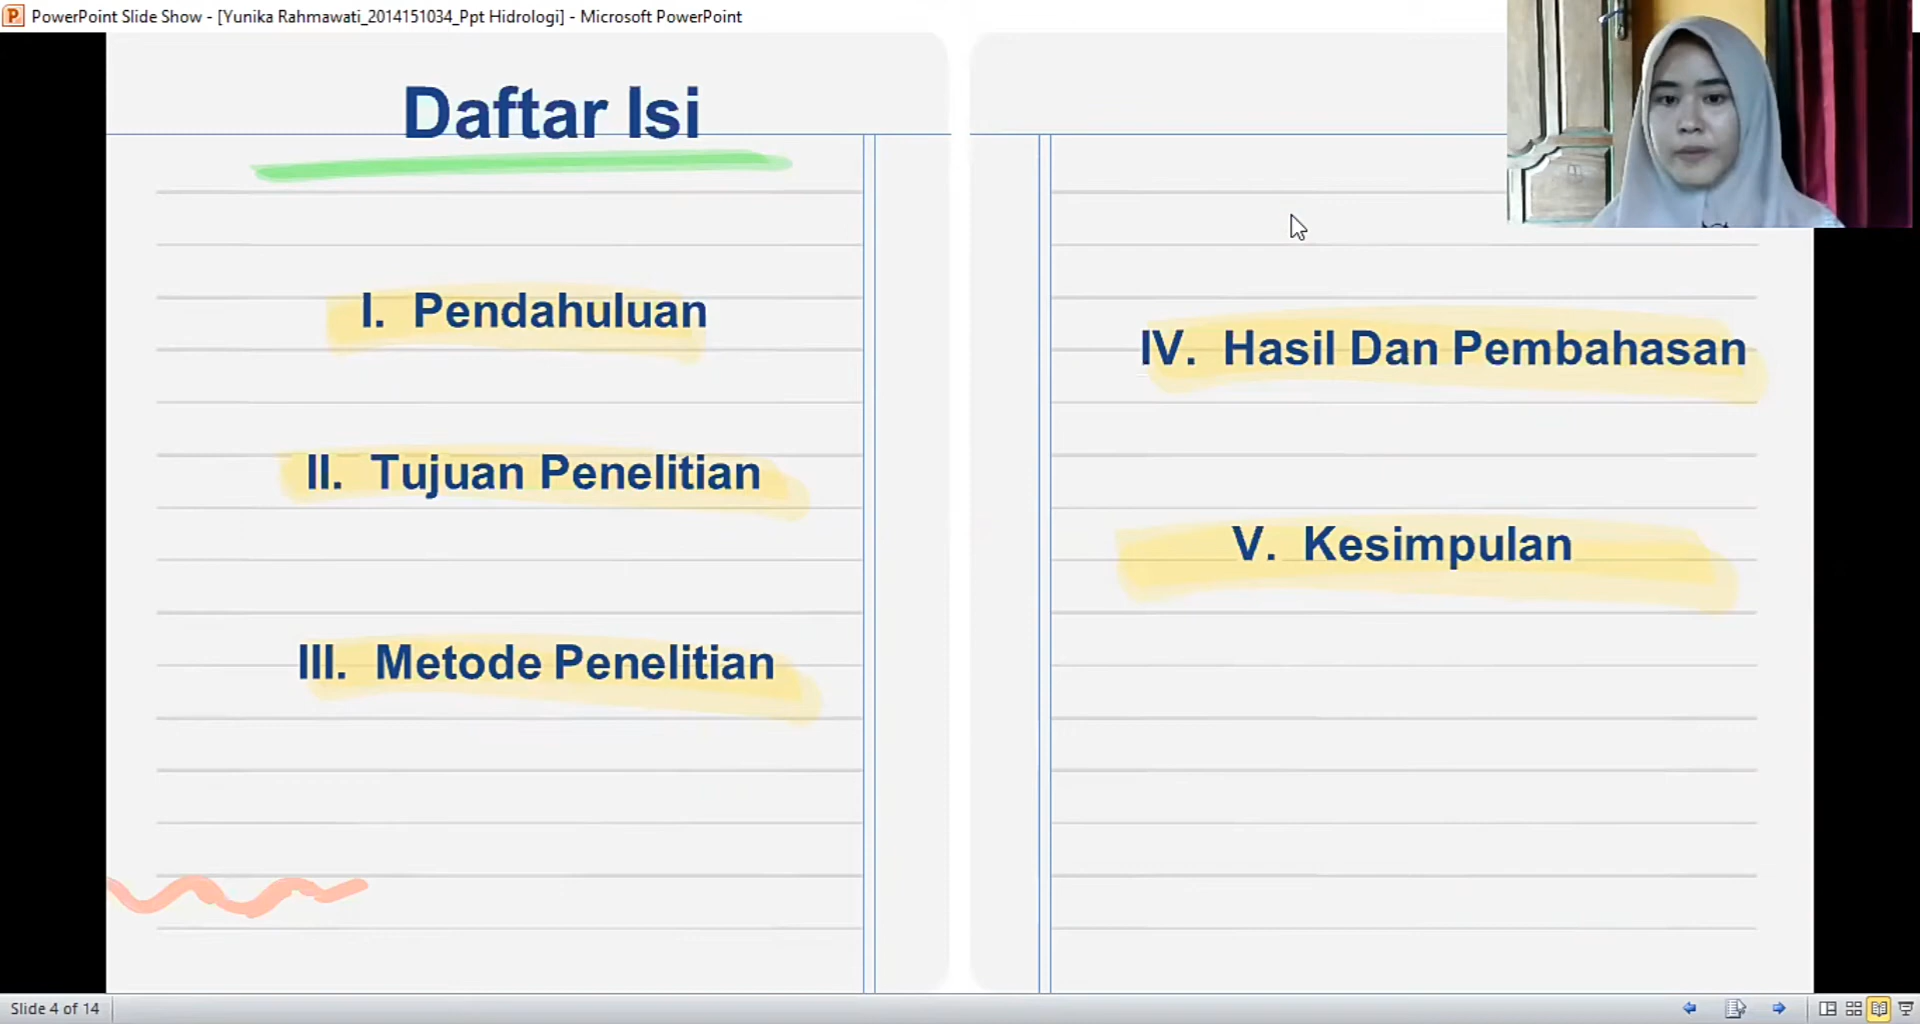 PowerPoint Slide Show - [Yunika Rahmawati_2014151034_Ppt Hidrologi] - Microsoft PowerPoint
Daftar Isi
I. Pendahuluan
II. Tujuan Penelitian
III. Metode Penelitian
IV. Hasil Dan Pembahasan
V. Kesimpulan
Slide 4 of 14